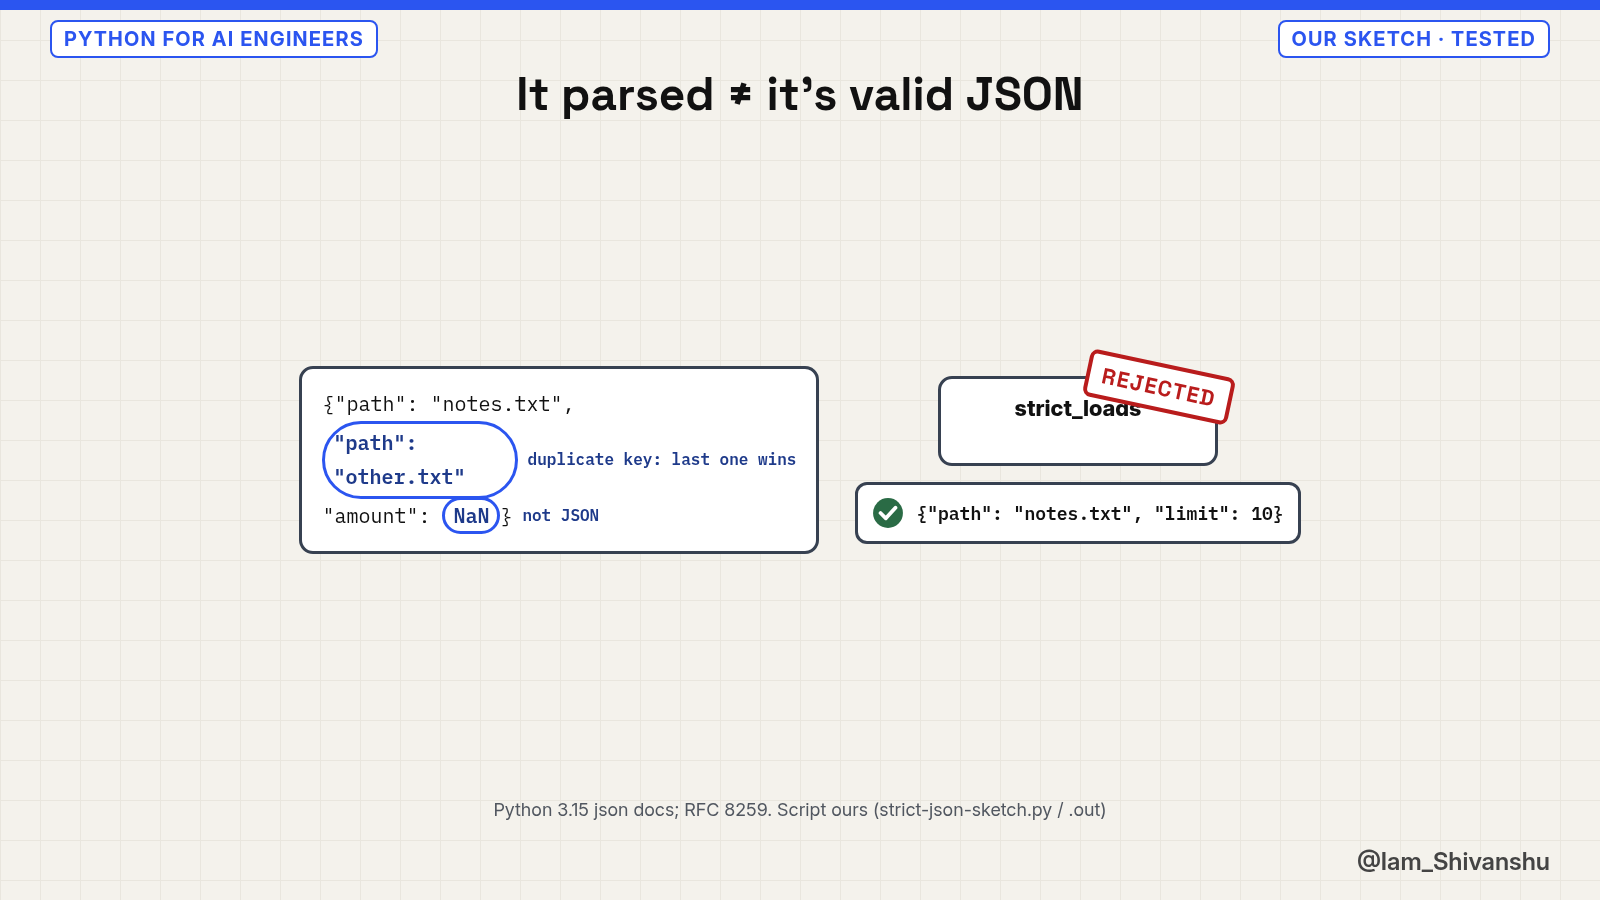 PYTHON FOR AI ENGINEERS
OUR SKETCH · TESTED
It parsed ≠ it’s valid JSON
{"path": "notes.txt",
"path":
"other.txt"
duplicate key: last one wins
"amount": NaN } not JSON
REJECTED
strict_loads
{"path": "notes.txt", "limit": 10}
Python 3.15 json docs; RFC 8259. Script ours (strict-json-sketch.py / .out)
@Iam_Shivanshu